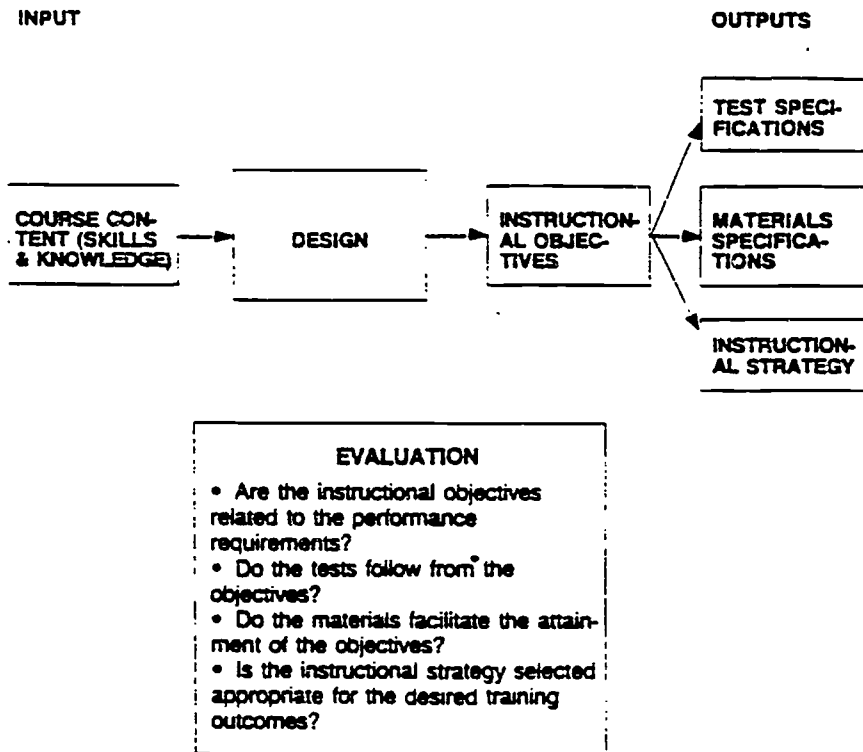 INPUT
OUTPUTS
TEST SPECI-
FICATIONS
COURSE CON-
TENT (SKILLS
& KNOWLEDGE)
DESIGN
INSTRUCTION-
AL OBJEC-
TIVES
MATERIALS
SPECIFICA-
TIONS
INSTRUCTION-
AL STRATEGY
EVALUATION
• Are the instructional objectives
related to the performance
requirements?
• Do the tests follow from the
objectives?
• Do the materials facilitate the attain-
ment of the objectives?
• Is the instructional strategy selected
appropriate for the desired training
outcomes?